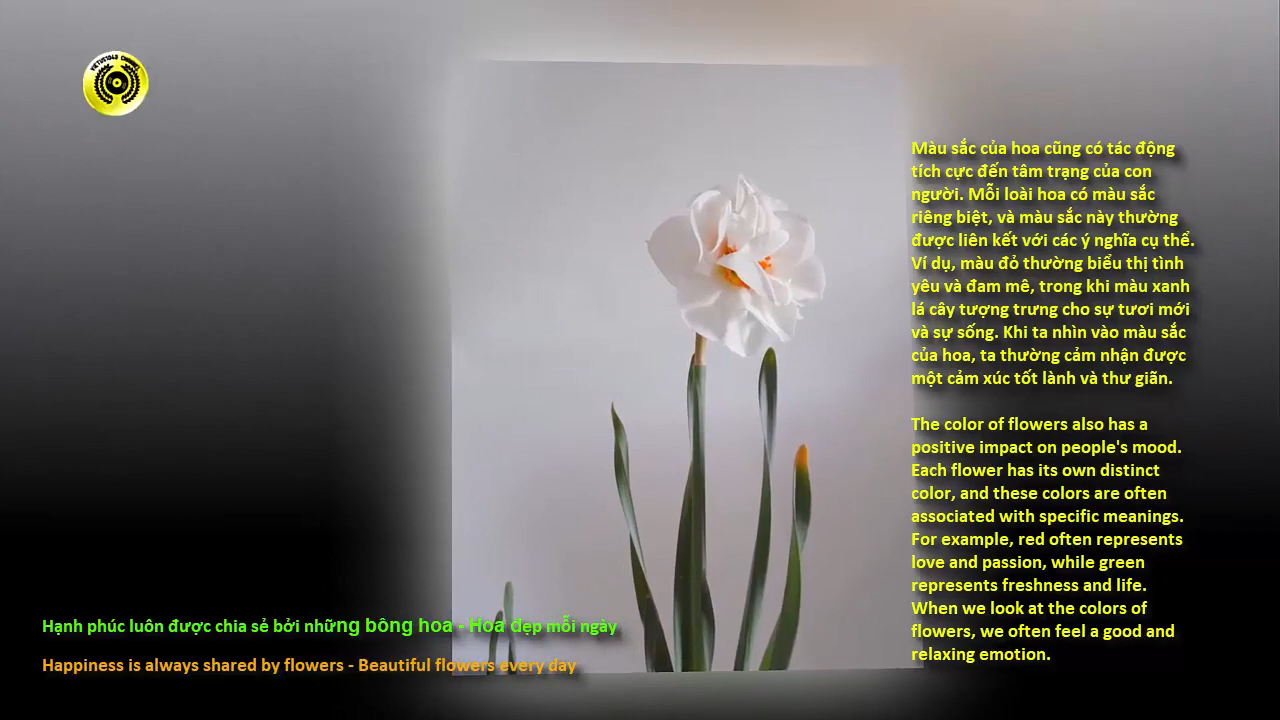 Màu sắc của hoa cũng có tác động
tích cực đến tâm trạng của con
người. Mỗi loài hoa có màu sắc
riêng biệt, và màu sắc này thường
được liên kết với các ý nghĩa cụ thể.
Ví dụ, màu đỏ thường biểu thị tình
yêu và đam mê, trong khi màu xanh
lá cây tượng trưng cho sự tươi mới
và sự sống. Khi ta nhìn vào màu sắc
của hoa, ta thường cảm nhận được
một cảm xúc tốt lành và thư giãn.
The color of flowers also has a
positive impact on people's mood.
Each flower has its own distinct
color, and these colors are often
associated with specific meanings.
For example, red often represents
love and passion, while green
represents freshness and life.
When we look at the colors of
flowers, we often feel a good and
relaxing emotion.
Hạnh phúc luôn được chia sẻ bởi những bông hoa - Hoa đẹp mỗi ngày
Happiness is always shared by flowers - Beautiful flowers every day